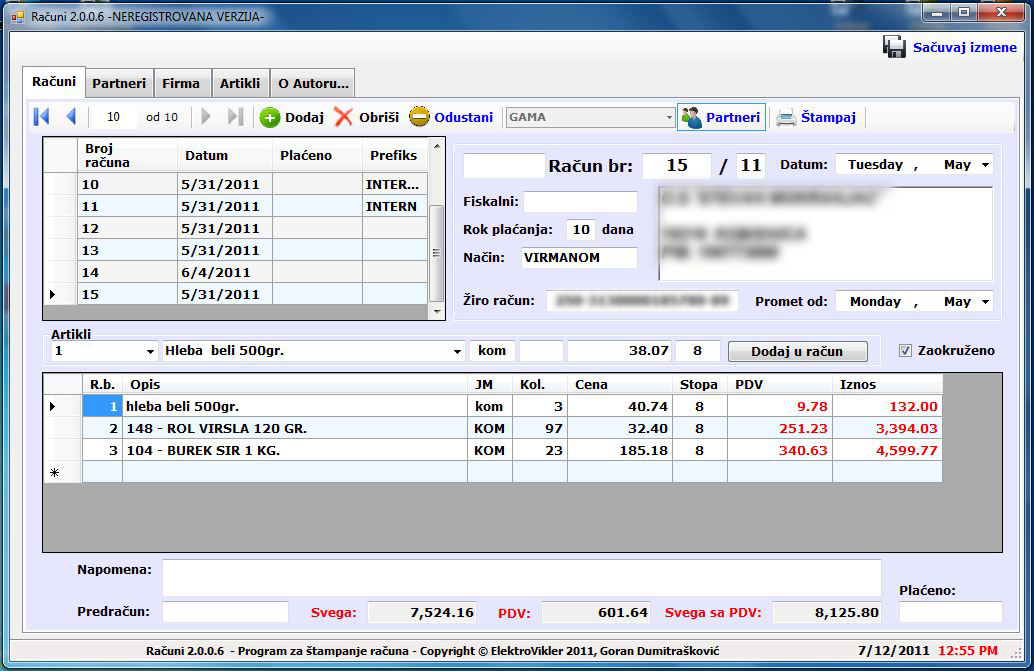 Računi 2.0.0.6 -NEREGISTROVANA VERZIJA-
Sačuvaj izmene
Računi Partneri Firma Artikli O Autoru...
10 od 10 Dodaj Obriši Odustani GAMA Partneri Štampaj
Broj računa Datum Plaćeno Prefiks
10 5/31/2011 INTER...
11 5/31/2011 INTERN
12 5/31/2011
13 5/31/2011
14 6/4/2011
15 5/31/2011
Račun br: 15 / 11 Datum: Tuesday , May
Fiskalni:
Rok plaćanja: 10 dana
Način: VIRMANOM
Žiro račun: Promet od: Monday , May
Artikli
1 Hleba beli 500gr. kom 38.07 8 Dodaj u račun Zaokruženo
R.b. Opis JM Kol. Cena Stopa PDV Iznos
1 hleba beli 500gr. kom 3 40.74 8 9.78 132.00
2 148 - ROL VIRSLA 120 GR. KOM 97 32.40 8 251.23 3,394.03
3 104 - BUREK SIR 1 KG. KOM 23 185.18 8 340.63 4,599.77
Napomena:
Plaćeno:
Predračun: Svega: 7,524.16 PDV: 601.64 Svega sa PDV: 8,125.80
Računi 2.0.0.6 - Program za štampanje računa - Copyright © ElektroVikler 2011, Goran Dumitrašković 7/12/2011 12:55 PM